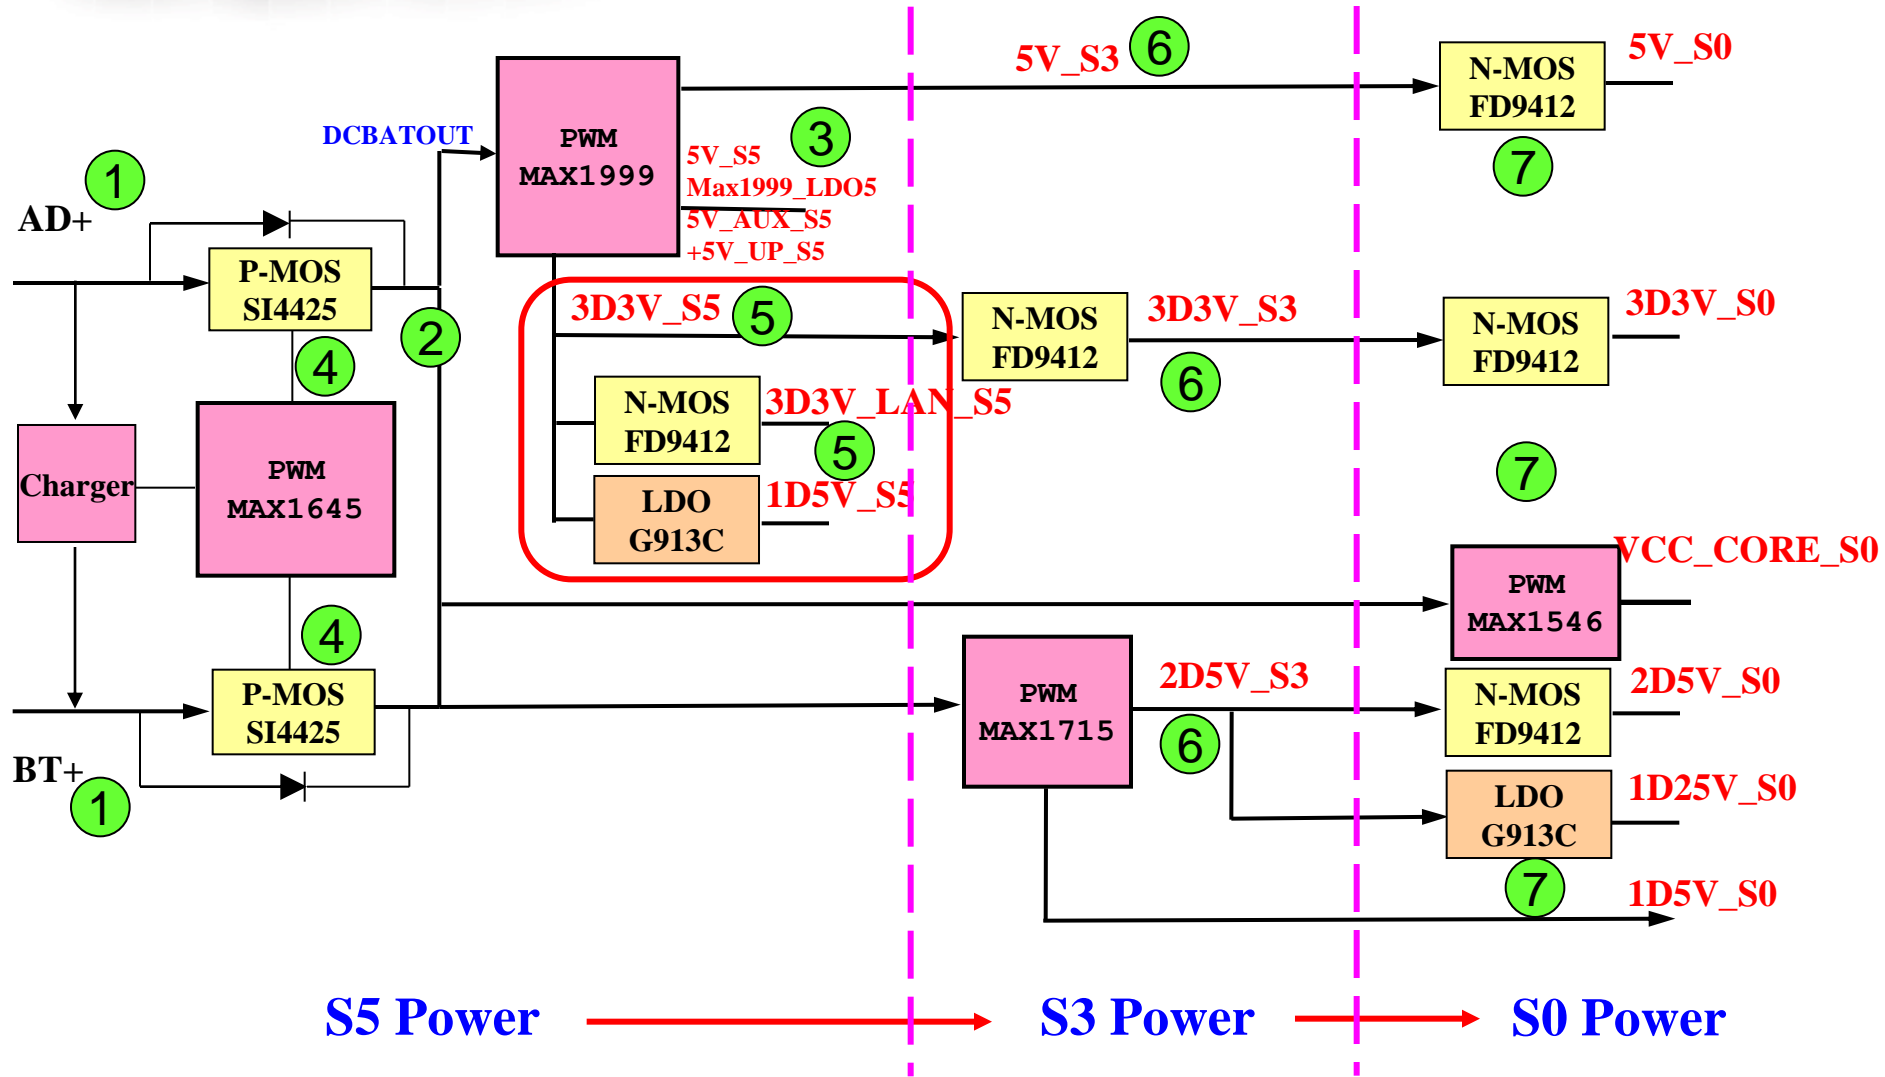 5V_S3
6
5V_S0
N-MOS
FD9412
7
DCBATOUT
PWM
MAX1999
3
5V_S5
Max1999_LDO5
5V_AUX_S5
+5V_UP_S5
1
AD+
P-MOS
SI4425
2
4
3D3V_S5
5
N-MOS
FD9412
3D3V_S3
6
N-MOS
FD9412
3D3V_S0
N-MOS
FD9412
3D3V_LAN_S5
5
LDO
G913C
1D5V_S5
Charger
PWM
MAX1645
7
VCC_CORE_S0
PWM
MAX1546
4
P-MOS
SI4425
BT+
1
PWM
MAX1715
2D5V_S3
6
N-MOS
FD9412
2D5V_S0
LDO
G913C
1D25V_S0
7
1D5V_S0
S5 Power
S3 Power
S0 Power